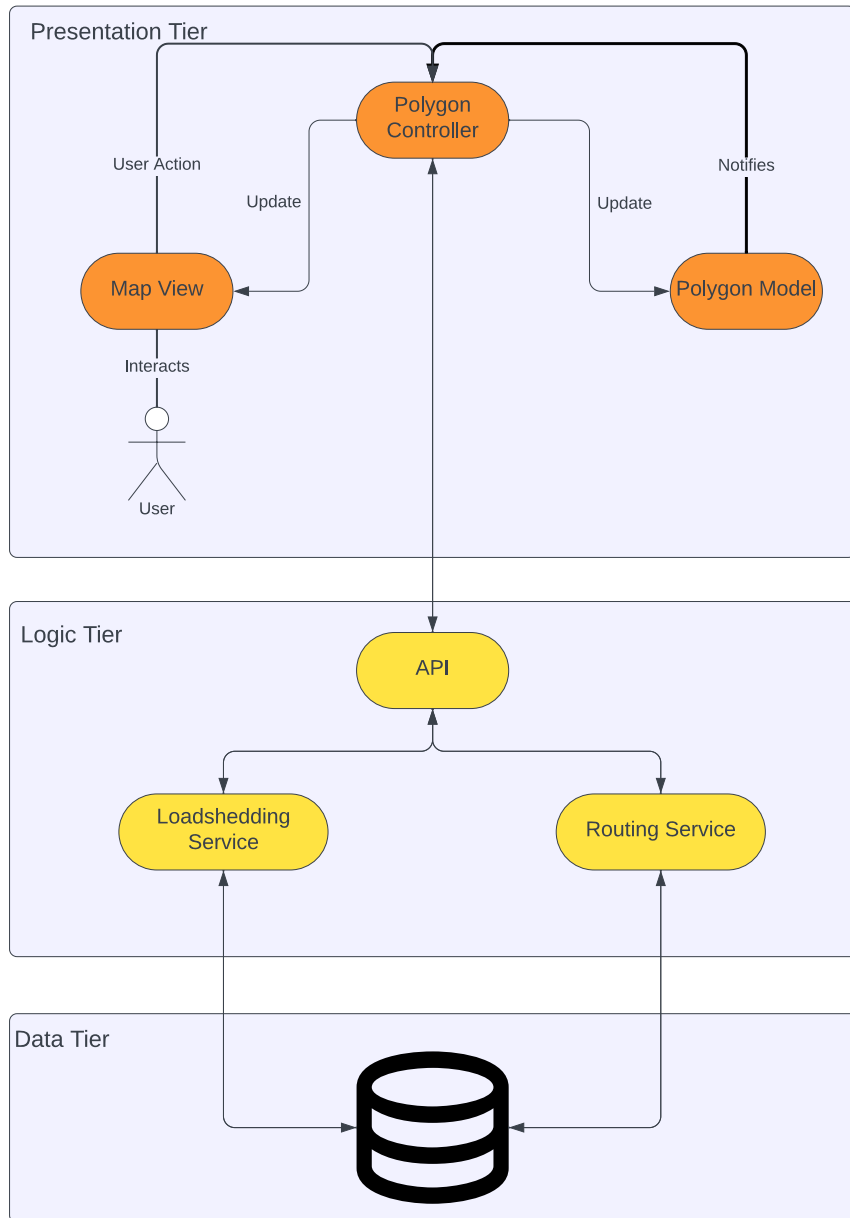 Presentation Tier
Polygon
Controller
User Action
Notifies
Update
Update
Map View
Polygon Model
Interacts
User
Logic Tier
API
Loadshedding
Service
Routing Service
Data Tier